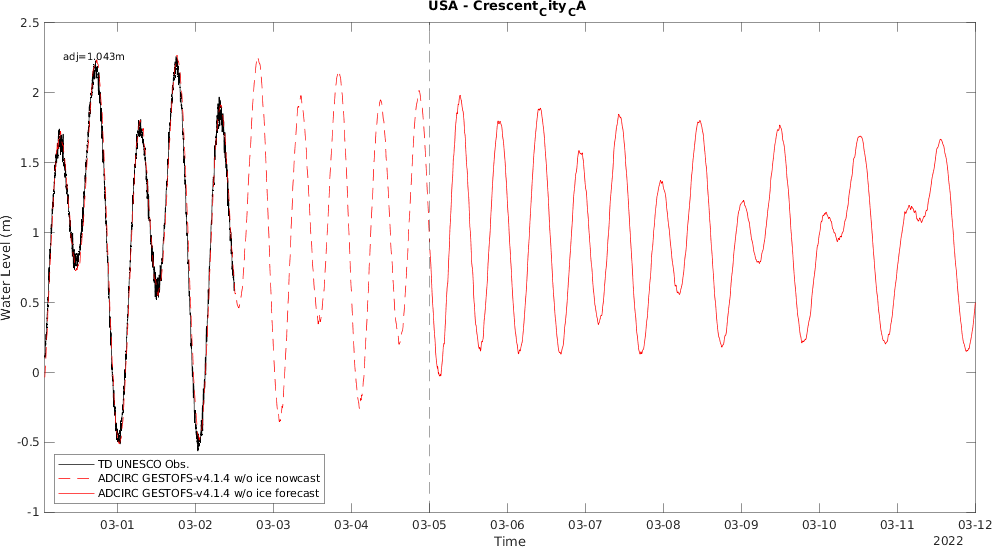 USA - Crescent_City_CA
2.5
adj=1.043m
2
1.5
1
0.5
0
-0.5
-1
Water Level (m)
TD UNESCO Obs.
ADCIRC GESTOFS-v4.1.4 w/o ice nowcast
ADCIRC GESTOFS-v4.1.4 w/o ice forecast
03-01 03-02 03-03 03-04 03-05 03-06 03-07 03-08 03-09 03-10 03-11 03-12
Time
2022